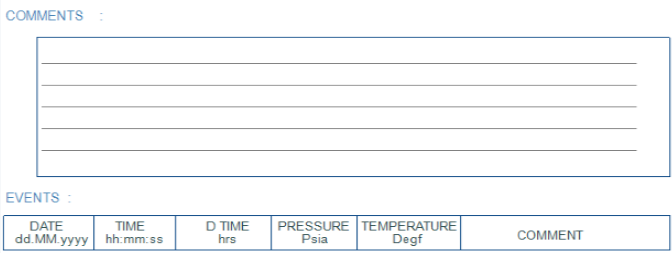 COMMENTS :
EVENTS :
DATE TIME D TIME PRESSURE TEMPERATURE COMMENT
dd.MM.yyyy hh:mm:ss hrs Psia Degf